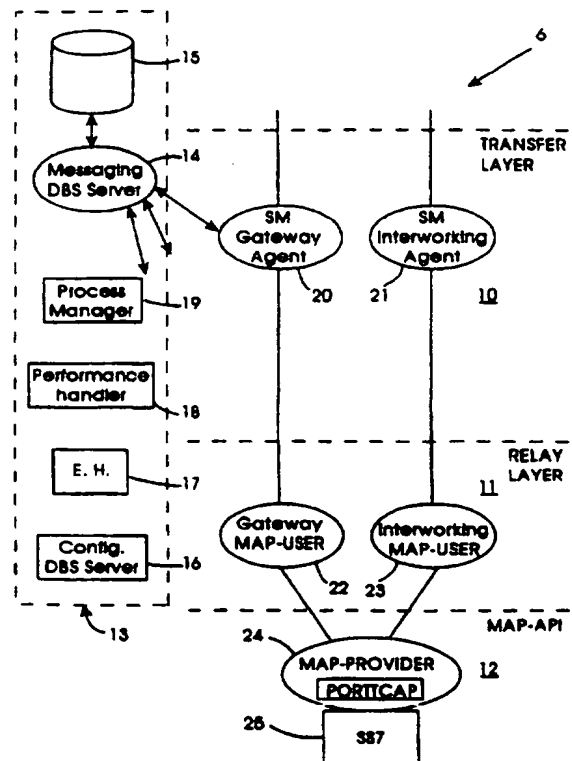 15
6
TRANSFER
LAYER
14
Messaging
DBS Server
SM
Gateway
Agent
SM
Interworking
Agent
20
21
10
Process
Manager
19
Performance
handler
18
RELAY
LAYER
E. H.
17
11
Gateway
MAP-USER
Interworking
MAP-USER
Config.
DBS Server
16
22
23
13
MAP-API
24
MAP-PROVIDER
12
PORTTCAP
25
SS7